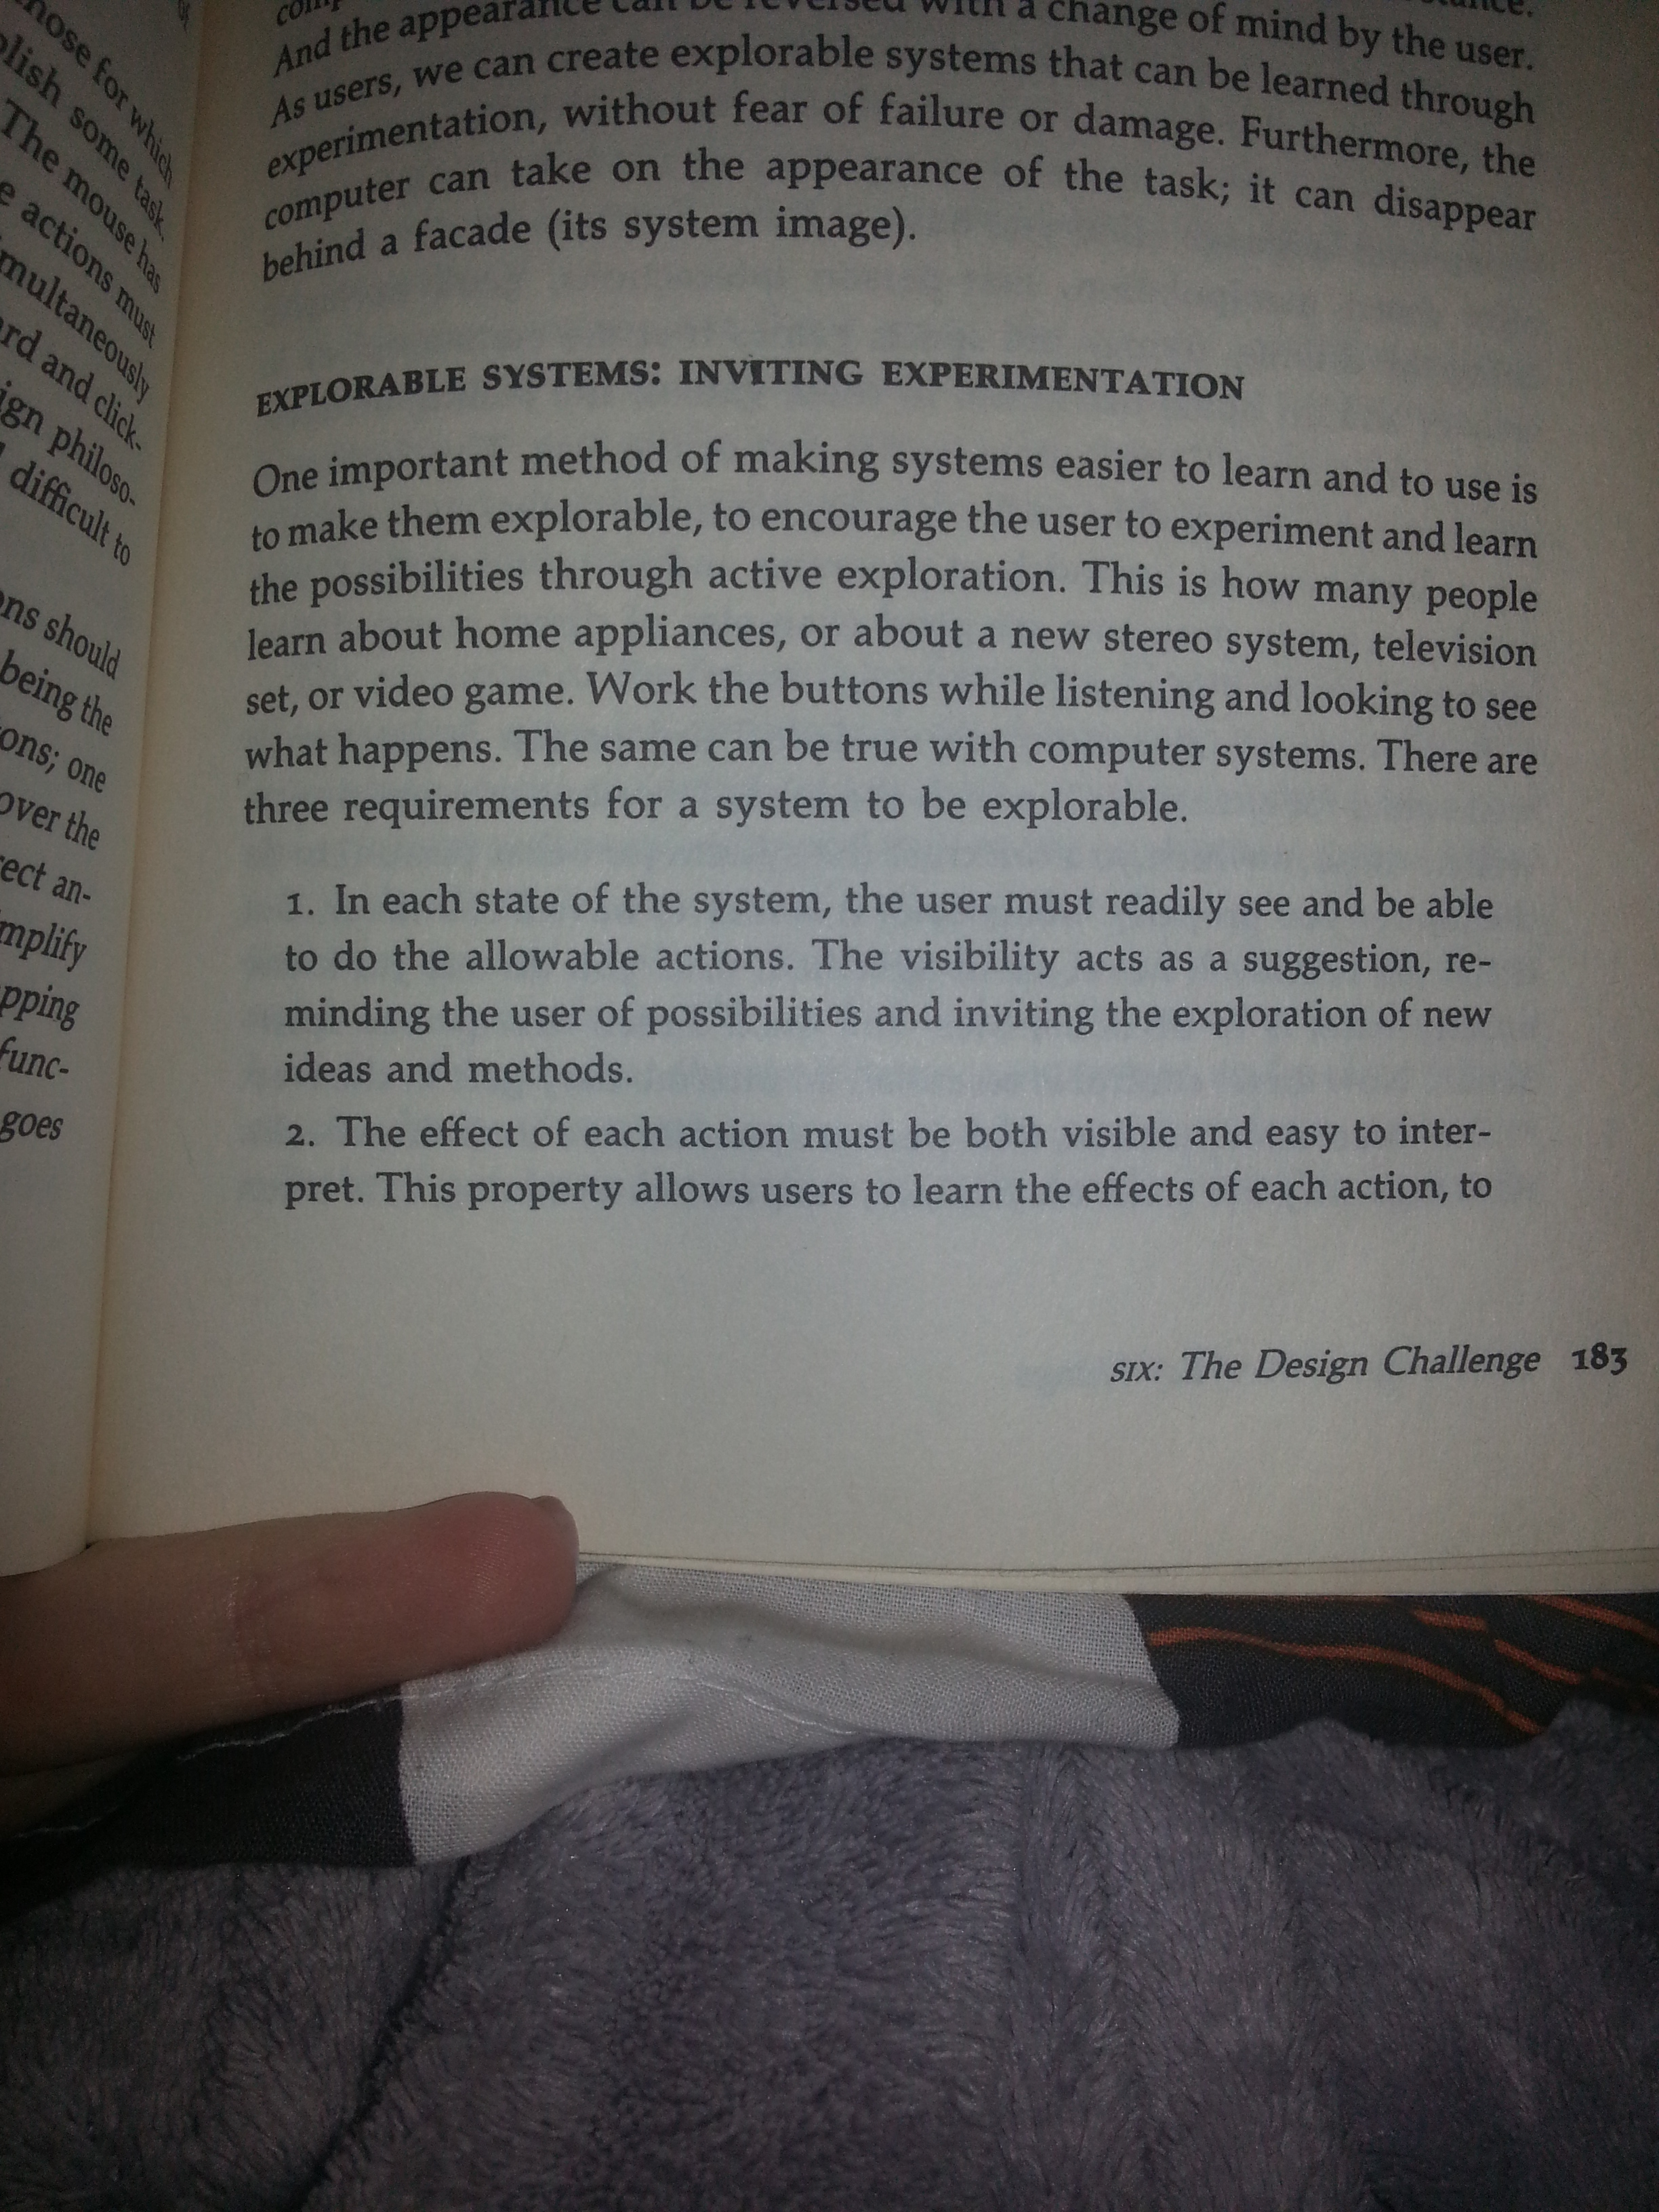 hose for which
plish some task.
The mouse has
e actions must
multaneously
rd and click-
ign philoso-
difficult to
ons should
being the
ons; one
over the
rect an-
mplify
pping
func-
goes
And the appearance can be reversed with a change of mind by the user.
As users, we can create explorable systems that can be learned through
experimentation, without fear of failure or damage. Furthermore, the
computer can take on the appearance of the task; it can disappear
behind a facade (its system image).
EXPLORABLE SYSTEMS: INVITING EXPERIMENTATION
One important method of making systems easier to learn and to use is
to make them explorable, to encourage the user to experiment and learn
the possibilities through active exploration. This is how many people
learn about home appliances, or about a new stereo system, television
set, or video game. Work the buttons while listening and looking to see
what happens. The same can be true with computer systems. There are
three requirements for a system to be explorable.
1. In each state of the system, the user must readily see and be able
to do the allowable actions. The visibility acts as a suggestion, re-
minding the user of possibilities and inviting the exploration of new
ideas and methods.
2. The effect of each action must be both visible and easy to inter-
pret. This property allows users to learn the effects of each action, to
SIX: The Design Challenge 183